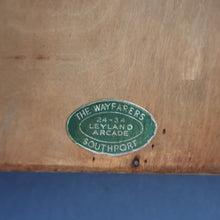 THE WAYFARERS
24-34
LEYLAND
ARCADE
SOUTHPORT